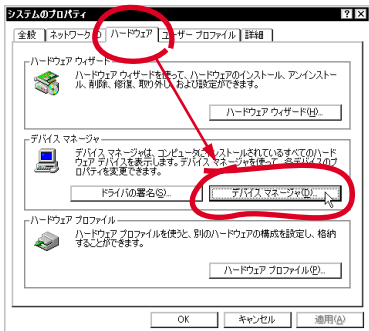 システムのプロパティ
全般 ネットワーク ハードウェア ユーザー プロファイル 詳細
ハードウェア ウィザード
ハードウェア ウィザードを使って、ハードウェアのインストール、アンインストー
ル、削除、修復、取り外し、および設定ができます。
ハードウェア ウィザード(H)...
デバイス マネージャ
デバイス マネージャは、コンピュータにインストールされているすべてのハード
ウェア デバイスを表示します。デバイス マネージャを使って、各デバイスのプ
ロパティを変更できます。
ドライバの署名(S)... デバイス マネージャ(D)...
ハードウェア プロファイル
ハードウェア プロファイルを使うと、別のハードウェアの構成を設定し、格納
することができます。
ハードウェア プロファイル(P)...
OK キャンセル 適用(A)